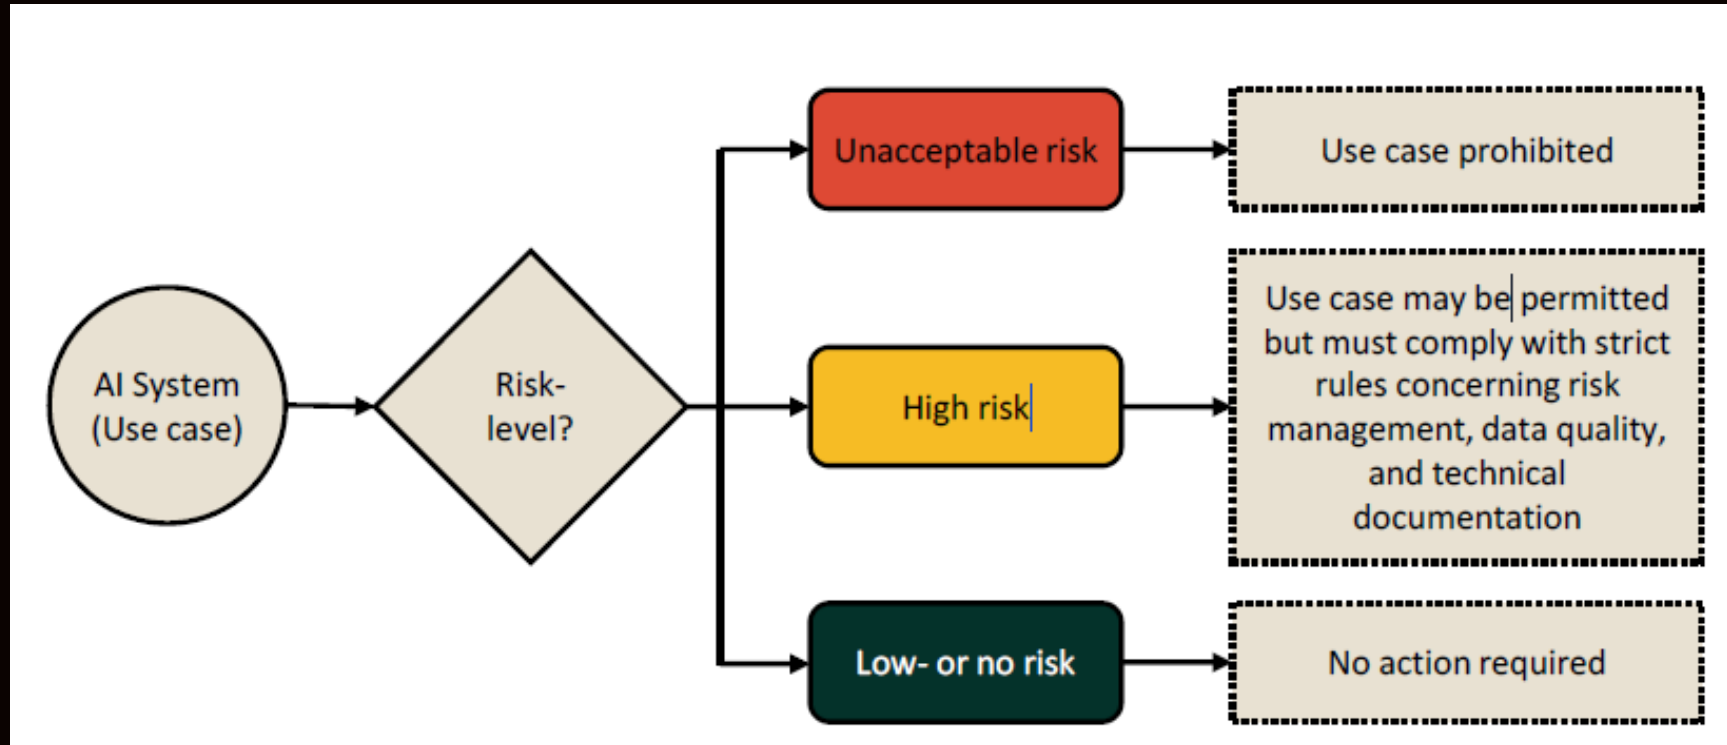 AI System
(Use case)
Risk-
level?
Unacceptable risk
Use case prohibited
High risk
Use case may be permitted
but must comply with strict
rules concerning risk
management, data quality,
and technical
documentation
Low- or no risk
No action required